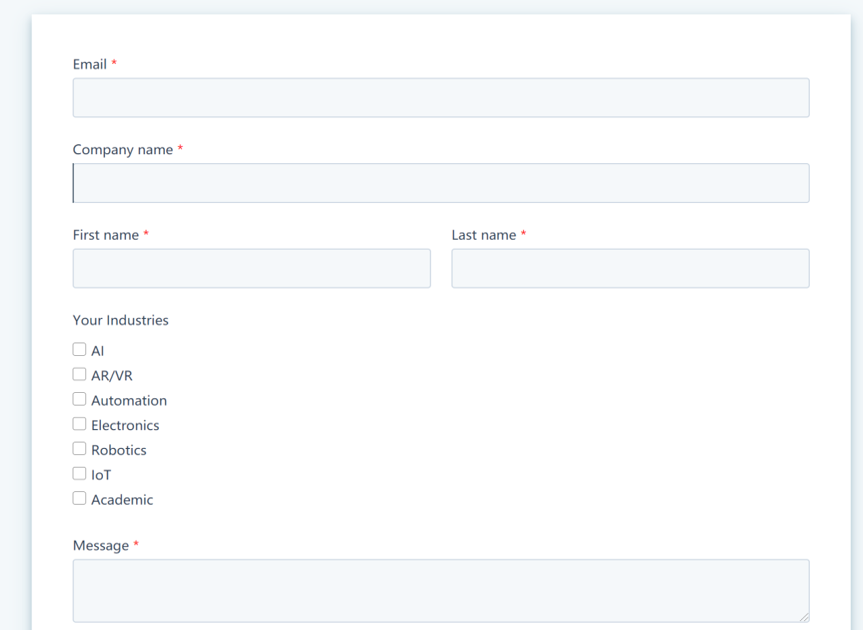 Email *
Company name *
First name *
Last name *
Your Industries
AI
AR/VR
Automation
Electronics
Robotics
IoT
Academic
Message *